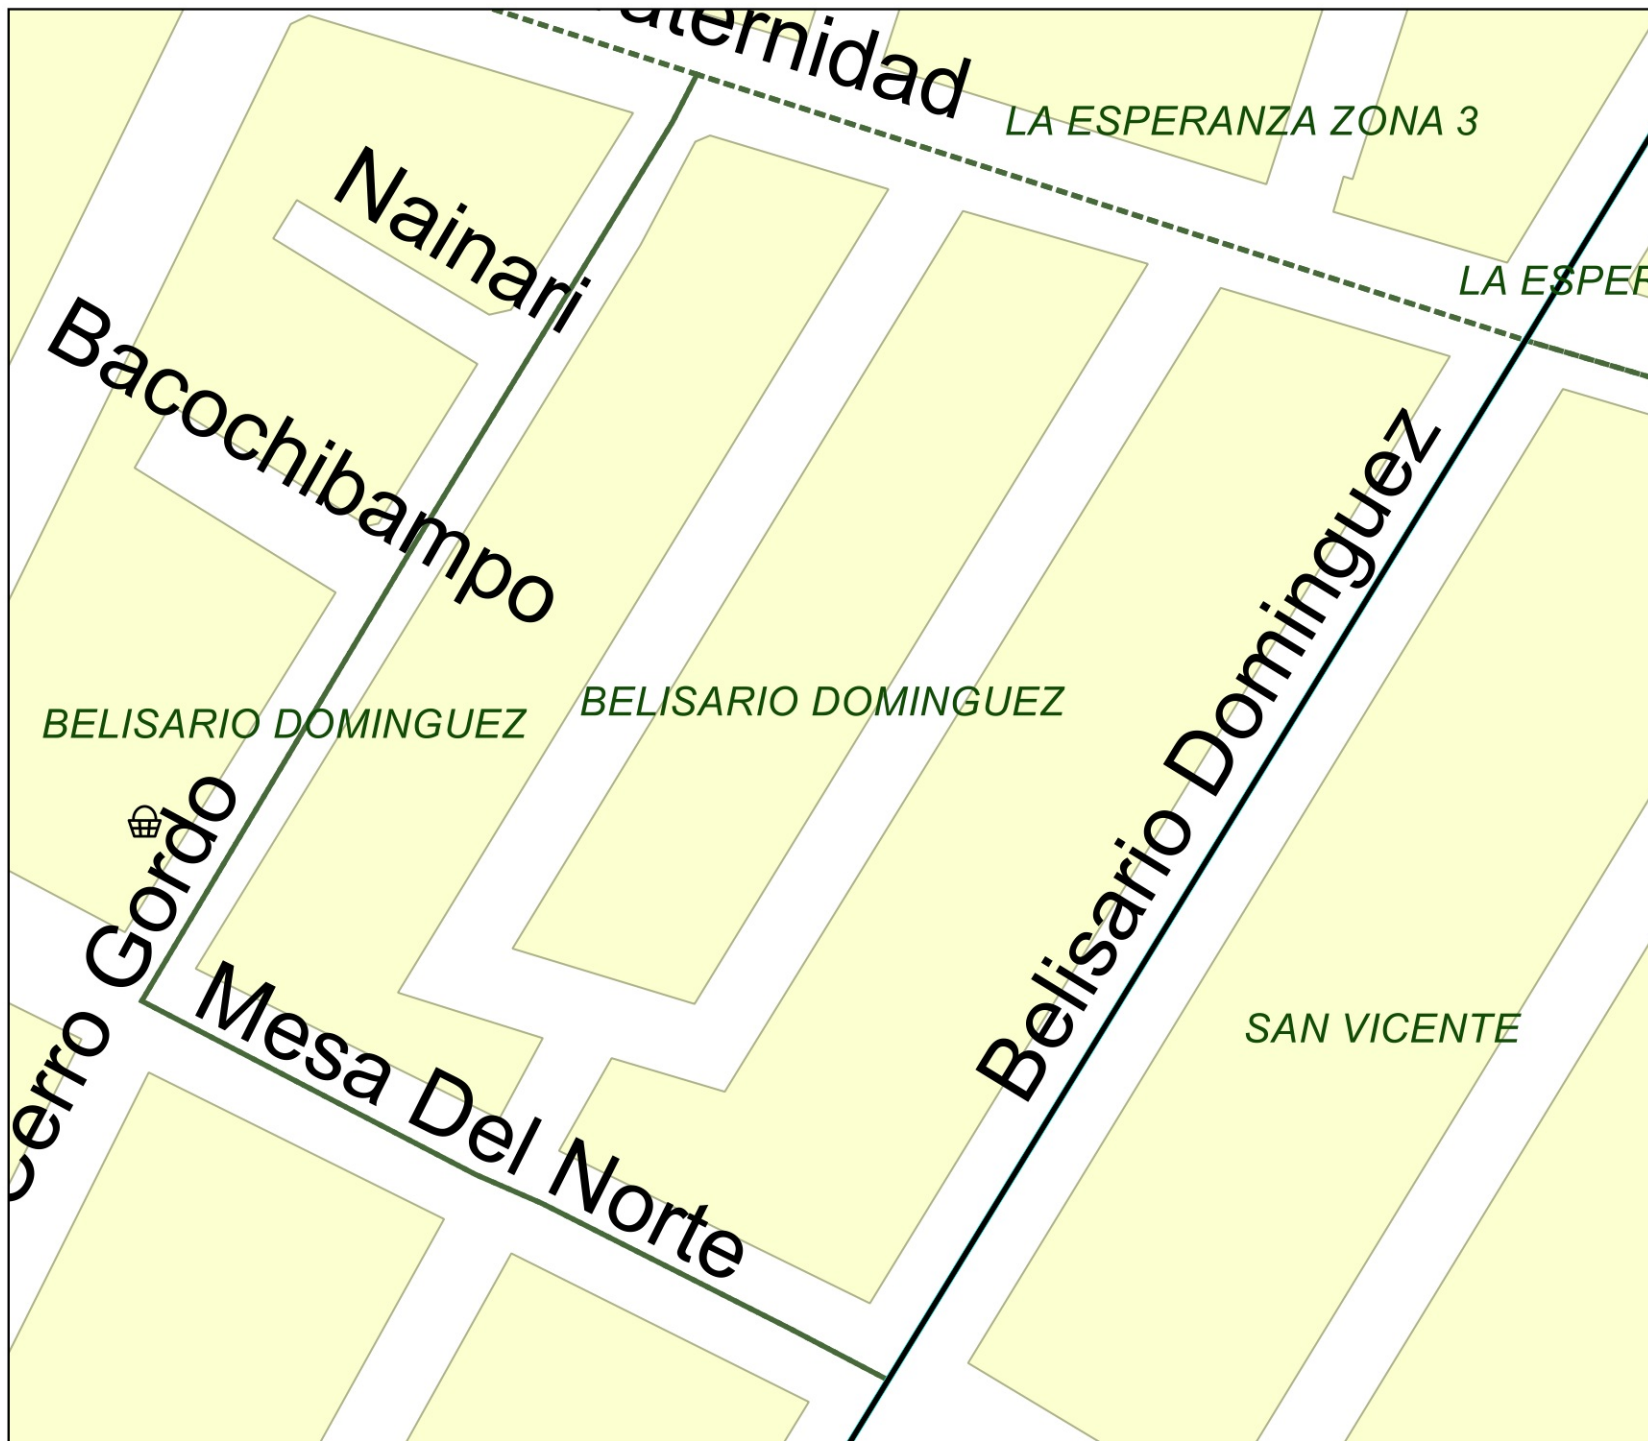 LA ESPERANZA ZONA 3
Nainari
Bacochibampo
Belisario Dominguez
BELISARIO DOMINGUEZ
BELISARIO DOMINGUEZ
Gordo
Mesa Del Norte
SAN VICENTE